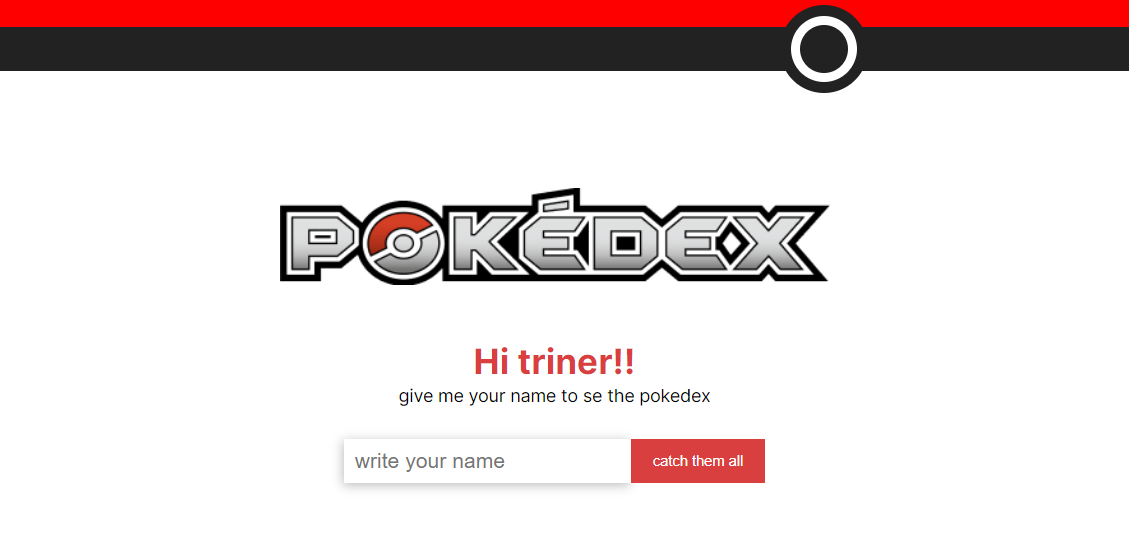 POKÉDEX
Hi triner!!
give me your name to se the pokedex
write your name
catch them all